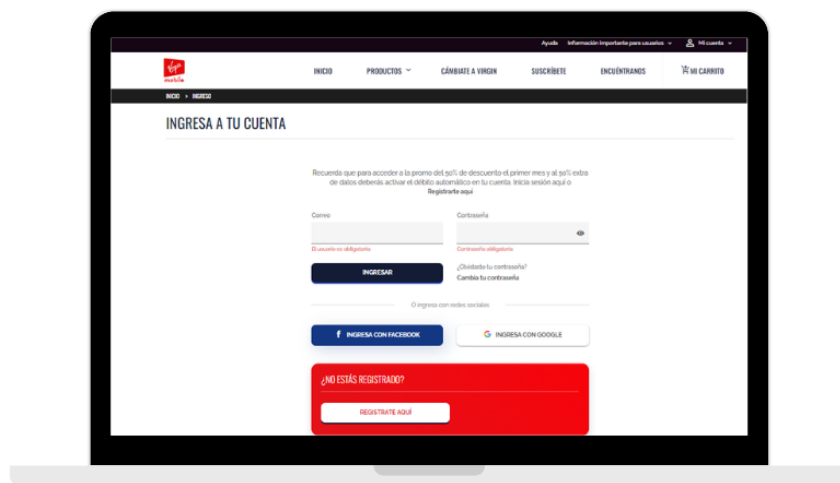 Ayuda Información importante para usuarios Mi cuenta
Virgin
mobile
INICIO PRODUCTOS CÁMBIATE A VIRGIN SUSCRÍBETE ENCUÉNTRANOS MI CARRITO
INICIO > INGRESO
INGRESA A TU CUENTA
Recuerda que para acceder a la promo del 50% de descuento el primer mes y al 50% extra
de datos deberás activar el débito automático en tu cuenta. Inicia sesión aquí o
Registrarte aquí
Correo Contraseña
El usuario es obligatorio. Contraseña obligatoria.
INGRESAR
¿Olvidaste tu contraseña?
Cambia tu contraseña
O ingresa con redes sociales
f INGRESA CON FACEBOOK G INGRESA CON GOOGLE
¿NO ESTÁS REGISTRADO?
REGISTRATE AQUÍ